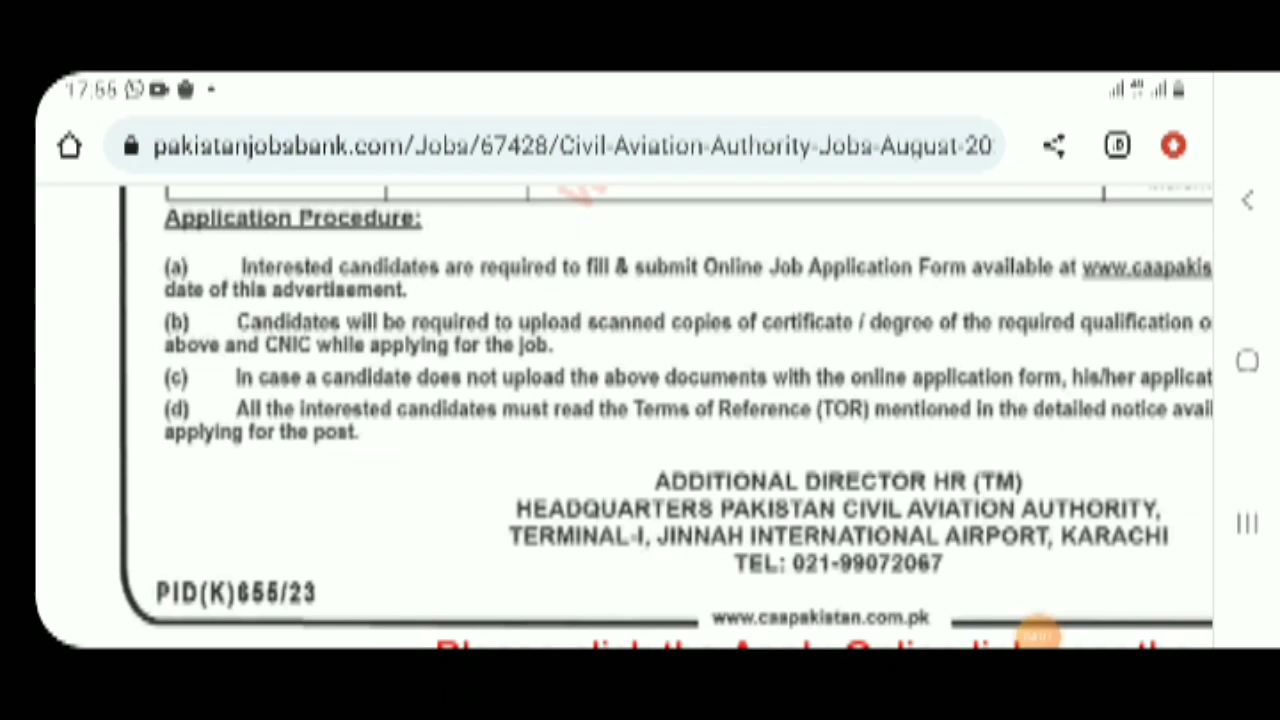 17:56
pakistanjobsbank.com/Jobs/67428/Civil-Aviation-Authority-Jobs-August-20
Application Procedure:
(a) Interested candidates are required to fill & submit Online Job Application Form available at www.caapakis
date of this advertisement.
(b) Candidates will be required to upload scanned copies of certificate / degree of the required qualification o
above and CNIC while applying for the job.
(c) In case a candidate does not upload the above documents with the online application form, his/her applicat
(d) All the interested candidates must read the Terms of Reference (TOR) mentioned in the detailed notice avail
applying for the post.
ADDITIONAL DIRECTOR HR (TM)
HEADQUARTERS PAKISTAN CIVIL AVIATION AUTHORITY,
TERMINAL-I, JINNAH INTERNATIONAL AIRPORT, KARACHI
TEL: 021-99072067
PID(K)655/23
www.caapakistan.com.pk